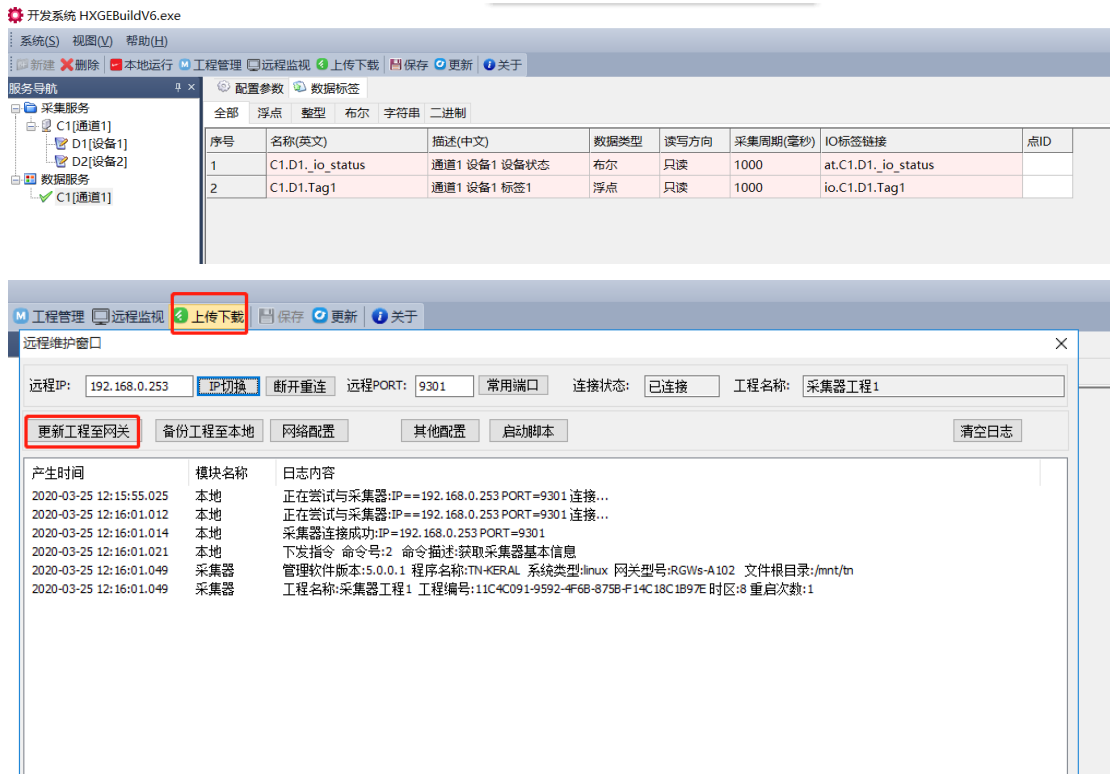 开发系统 HXGEBuildV6.exe
系统(S) 视图(V) 帮助(H)
新建 删除 本地运行 工程管理 远程监视 上传下载 保存 更新 关于
服务导航 配置参数 数据标签
采集服务
C1[通道1]
D1[设备1]
D2[设备2]
数据服务
C1[通道1]
全部 浮点 整型 布尔 字符串 二进制
序号 名称(英文) 描述(中文) 数据类型 读写方向 采集周期(毫秒) IO标签链接 点ID
1 C1.D1._io_status 通道1 设备1 设备状态 布尔 只读 1000 at.C1.D1._io_status
2 C1.D1.Tag1 通道1 设备1 标签1 浮点 只读 1000 io.C1.D1.Tag1
工程管理 远程监视 上传下载 保存 更新 关于
远程维护窗口
远程IP: 192.168.0.253 IP切换 断开重连 远程PORT: 9301 常用端口 连接状态: 已连接 工程名称: 采集器工程1
更新工程至网关 备份工程至本地 网络配置 其他配置 启动脚本 清空日志
产生时间 模块名称 日志内容
2020-03-25 12:15:55.025 本地 正在尝试与采集器:IP==192.168.0.253 PORT=9301 连接...
2020-03-25 12:16:01.012 本地 正在尝试与采集器:IP==192.168.0.253 PORT=9301 连接...
2020-03-25 12:16:01.014 本地 采集器连接成功:IP=192.168.0.253 PORT=9301
2020-03-25 12:16:01.021 本地 下发指令 命令号:2 命令描述:获取采集器基本信息
2020-03-25 12:16:01.049 采集器 管理软件版本:5.0.0.1 程序名称:TN-KERAL 系统类型:linux 网关型号:RGWs-A102 文件根目录:/mnt/tn
2020-03-25 12:16:01.049 采集器 工程名称:采集器工程1 工程编号:11C4C091-9592-4F6B-875B-F14C18C1B97E 时区:8 重启次数:1